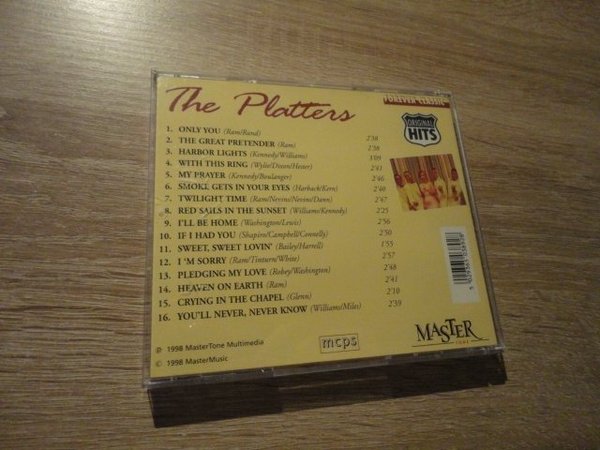 The Platters
FOREVER CLASSIC
ORIGINAL
HITS
1. ONLY YOU (Ram/Rand) 2'38
2. THE GREAT PRETENDER (Ram) 2'38
3. HARBOR LIGHTS (Kennedy/Williams) 3'09
4. WITH THIS RING (Wylie/Dixon/Hester) 2'43
5. MY PRAYER (Kennedy/Boulanger) 2'46
6. SMOKE GETS IN YOUR EYES (Harback/Kern) 2'40
7. TWILIGHT TIME (Ram/Nevins/Nevins/Dunn) 2'47
8. RED SAILS IN THE SUNSET (Williams/Kennedy) 2'25
9. I'LL BE HOME (Washington/Lewis) 2'56
10. IF I HAD YOU (Shapiro/Campbell/Connelly) 2'50
11. SWEET, SWEET LOVIN' (Bailey/Harrell) 1'55
12. I 'M SORRY (Ram/Tinturn/White) 2'57
13. PLEDGING MY LOVE (Robey/Washington) 2'48
14. HEAVEN ON EARTH (Ram) 2'41
15. CRYING IN THE CHAPEL (Glenn) 2'10
16. YOU'LL NEVER, NEVER KNOW (Williams/Miles) 2'39
℗ 1998 MasterTone Multimedia
© 1998 MasterMusic
mcps
MASTER
TONE